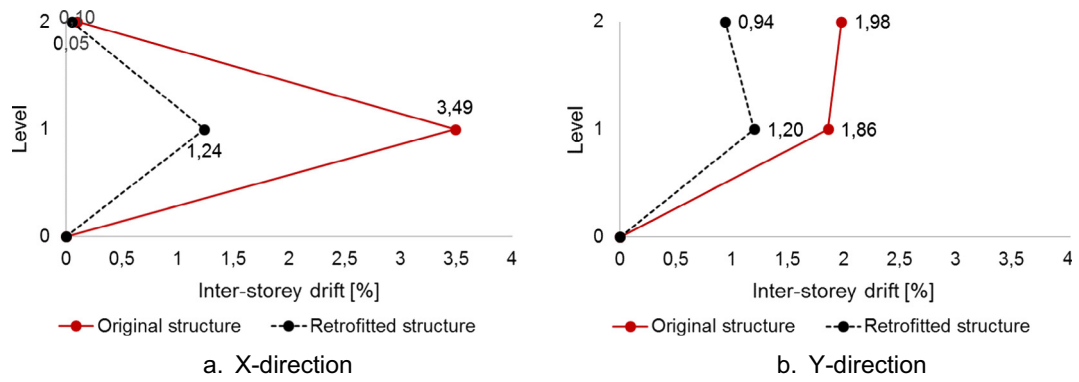 2
0,10
0,05
3,49
Level
1
1,24
0
0 0,5 1 1,5 2 2,5 3 3,5 4
Inter-storey drift [%]
Original structure Retrofitted structure
a. X-direction
2
0,94 1,98
Level
1
1,20 1,86
0
0 0,5 1 1,5 2 2,5 3 3,5 4
Inter-storey drift [%]
Original structure Retrofitted structure
b. Y-direction